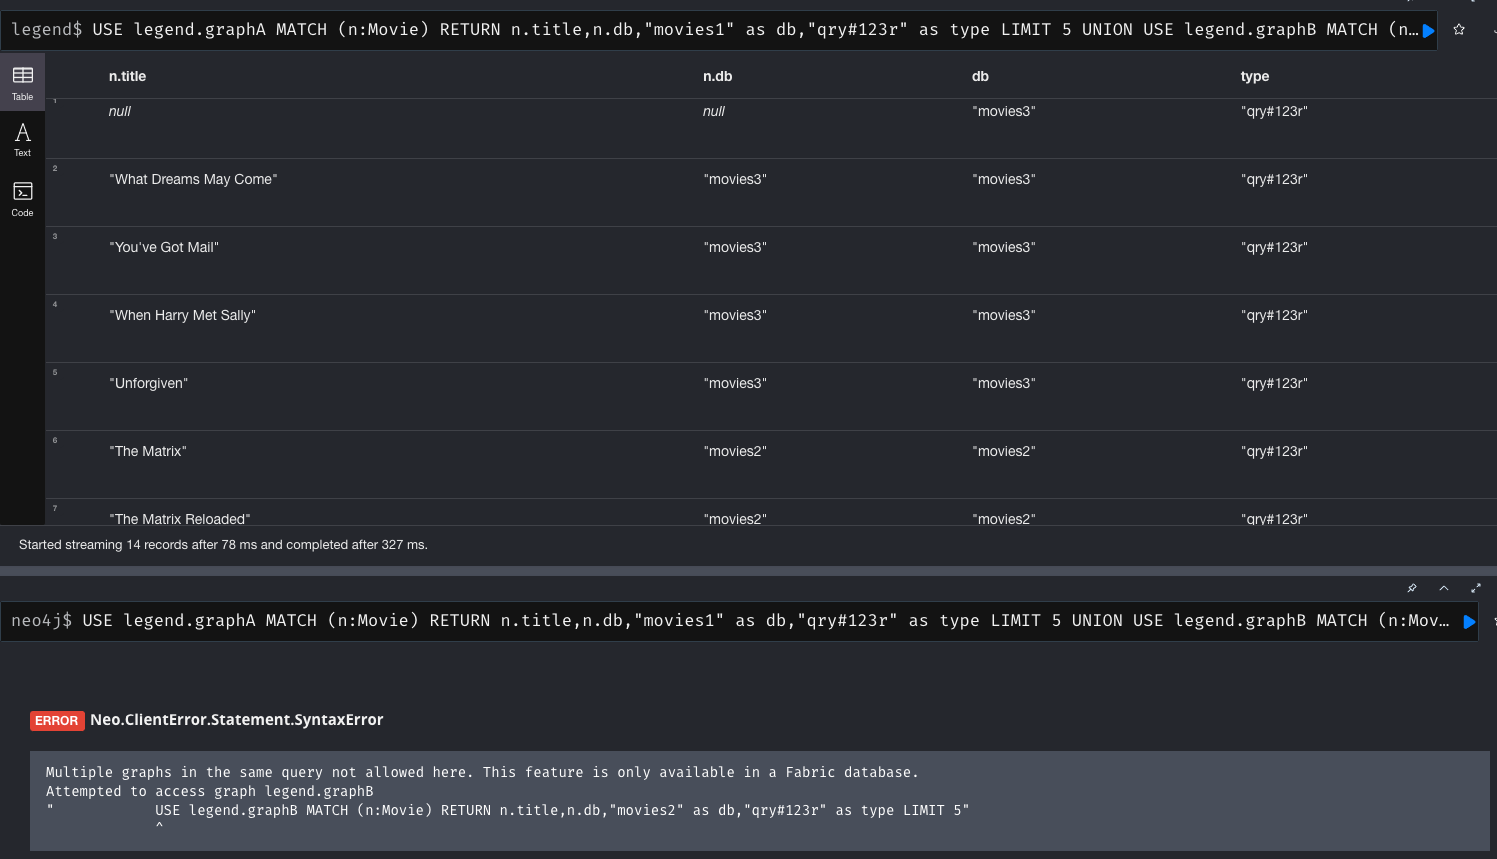 legend$ USE legend.graphA MATCH (n:Movie) RETURN n.title,n.db,"movies1" as db,"qry#123r" as type LIMIT 5 UNION USE legend.graphB MATCH (n…
n.title n.db db type
Table
1
null null "movies3" "qry#123r"
Text
2
"What Dreams May Come" "movies3" "movies3" "qry#123r"
Code
3
"You've Got Mail" "movies3" "movies3" "qry#123r"
4
"When Harry Met Sally" "movies3" "movies3" "qry#123r"
5
"Unforgiven" "movies3" "movies3" "qry#123r"
6
"The Matrix" "movies2" "movies2" "qry#123r"
7
"The Matrix Reloaded" "movies2" "movies2" "qry#123r"
Started streaming 14 records after 78 ms and completed after 327 ms.
neo4j$ USE legend.graphA MATCH (n:Movie) RETURN n.title,n.db,"movies1" as db,"qry#123r" as type LIMIT 5 UNION USE legend.graphB MATCH (n:Mov…
ERROR Neo.ClientError.Statement.SyntaxError
Multiple graphs in the same query not allowed here. This feature is only available in a Fabric database.
Attempted to access graph legend.graphB
" USE legend.graphB MATCH (n:Movie) RETURN n.title,n.db,"movies2" as db,"qry#123r" as type LIMIT 5"
^